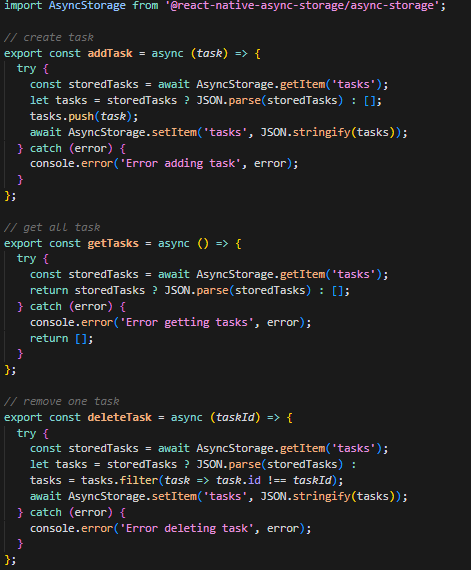 import AsyncStorage from '@react-native-async-storage/async-storage';

// create task
export const addTask = async (task) => {
  try {
    const storedTasks = await AsyncStorage.getItem('tasks');
    let tasks = storedTasks ? JSON.parse(storedTasks) : [];
    tasks.push(task);
    await AsyncStorage.setItem('tasks', JSON.stringify(tasks));
  } catch (error) {
    console.error('Error adding task', error);
  }
};

// get all task
export const getTasks = async () => {
  try {
    const storedTasks = await AsyncStorage.getItem('tasks');
    return storedTasks ? JSON.parse(storedTasks) : [];
  } catch (error) {
    console.error('Error getting tasks', error);
    return [];
  }
};

// remove one task
export const deleteTask = async (taskId) => {
  try {
    const storedTasks = await AsyncStorage.getItem('tasks');
    let tasks = storedTasks ? JSON.parse(storedTasks) :
    tasks = tasks.filter(task => task.id !== taskId);
    await AsyncStorage.setItem('tasks', JSON.stringify(tasks));
  } catch (error) {
    console.error('Error deleting task', error);
  }
};